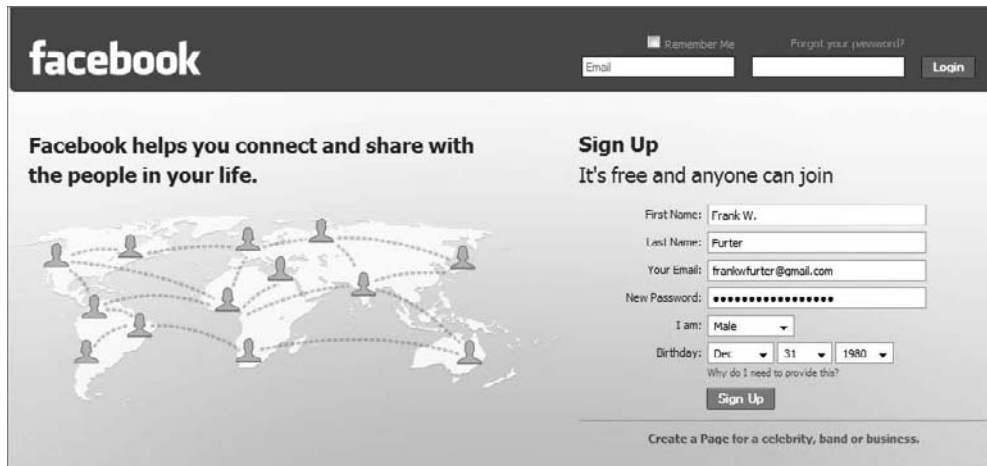 facebook
Remember Me
Forgot your password?
Email
Login
Facebook helps you connect and share with
the people in your life.
Sign Up
It's free and anyone can join
First Name: Frank W.
Last Name: Furter
Your Email: frankwfurter@gmail.com
New Password: •••••••••••••••••
I am: Male
Birthday: Dec 31 1980
Why do I need to provide this?
Sign Up
Create a Page for a celebrity, band or business.